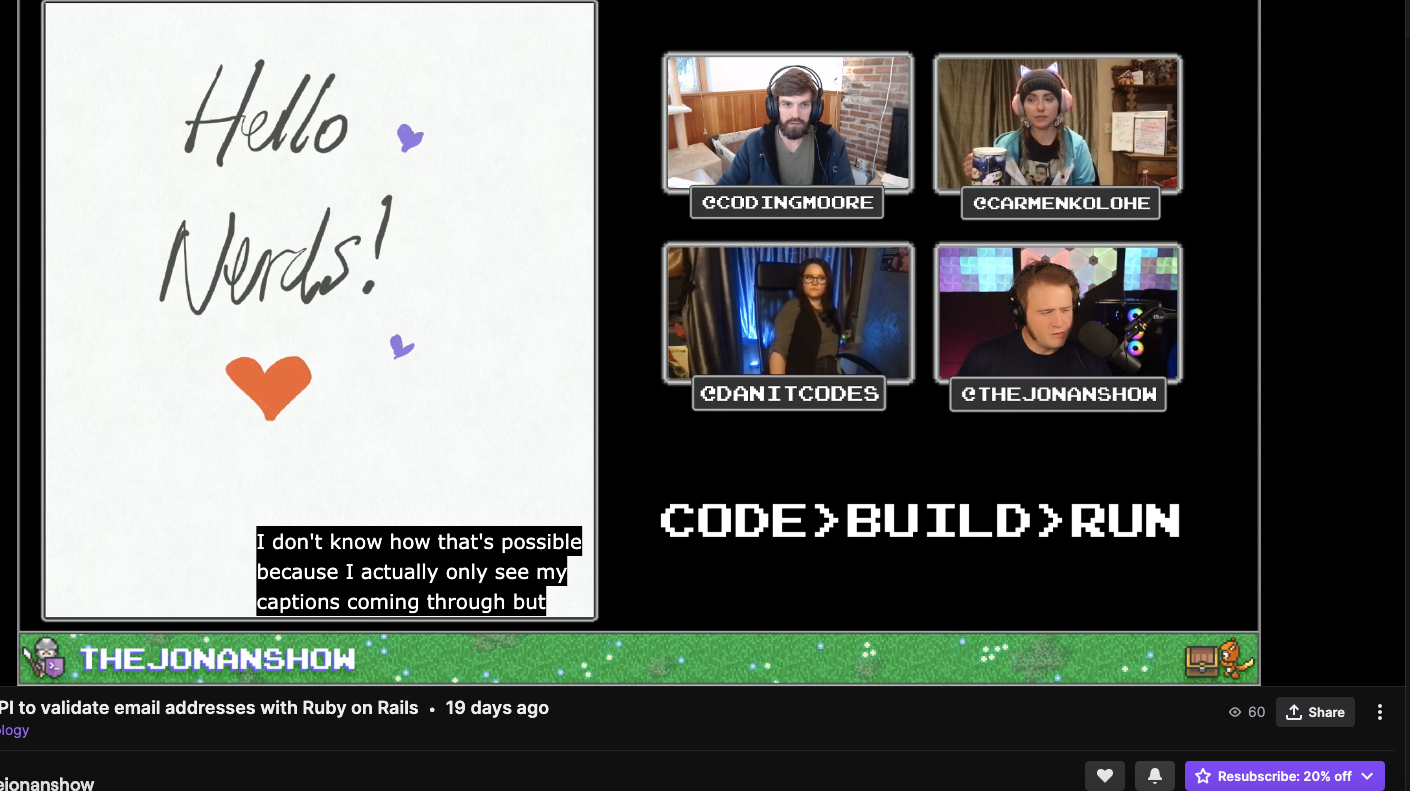 Hello
Nerds!
I don't know how that's possible
because I actually only see my
captions coming through but
@CODINGMOORE
@CARMENKOLOHE
@DANITCODES
@THEJONANSHOW
CODE>BUILD>RUN
THEJONANSHOW
PI to validate email addresses with Ruby on Rails • 19 days ago
ology
60
Share
ejonanshow
Resubscribe: 20% off